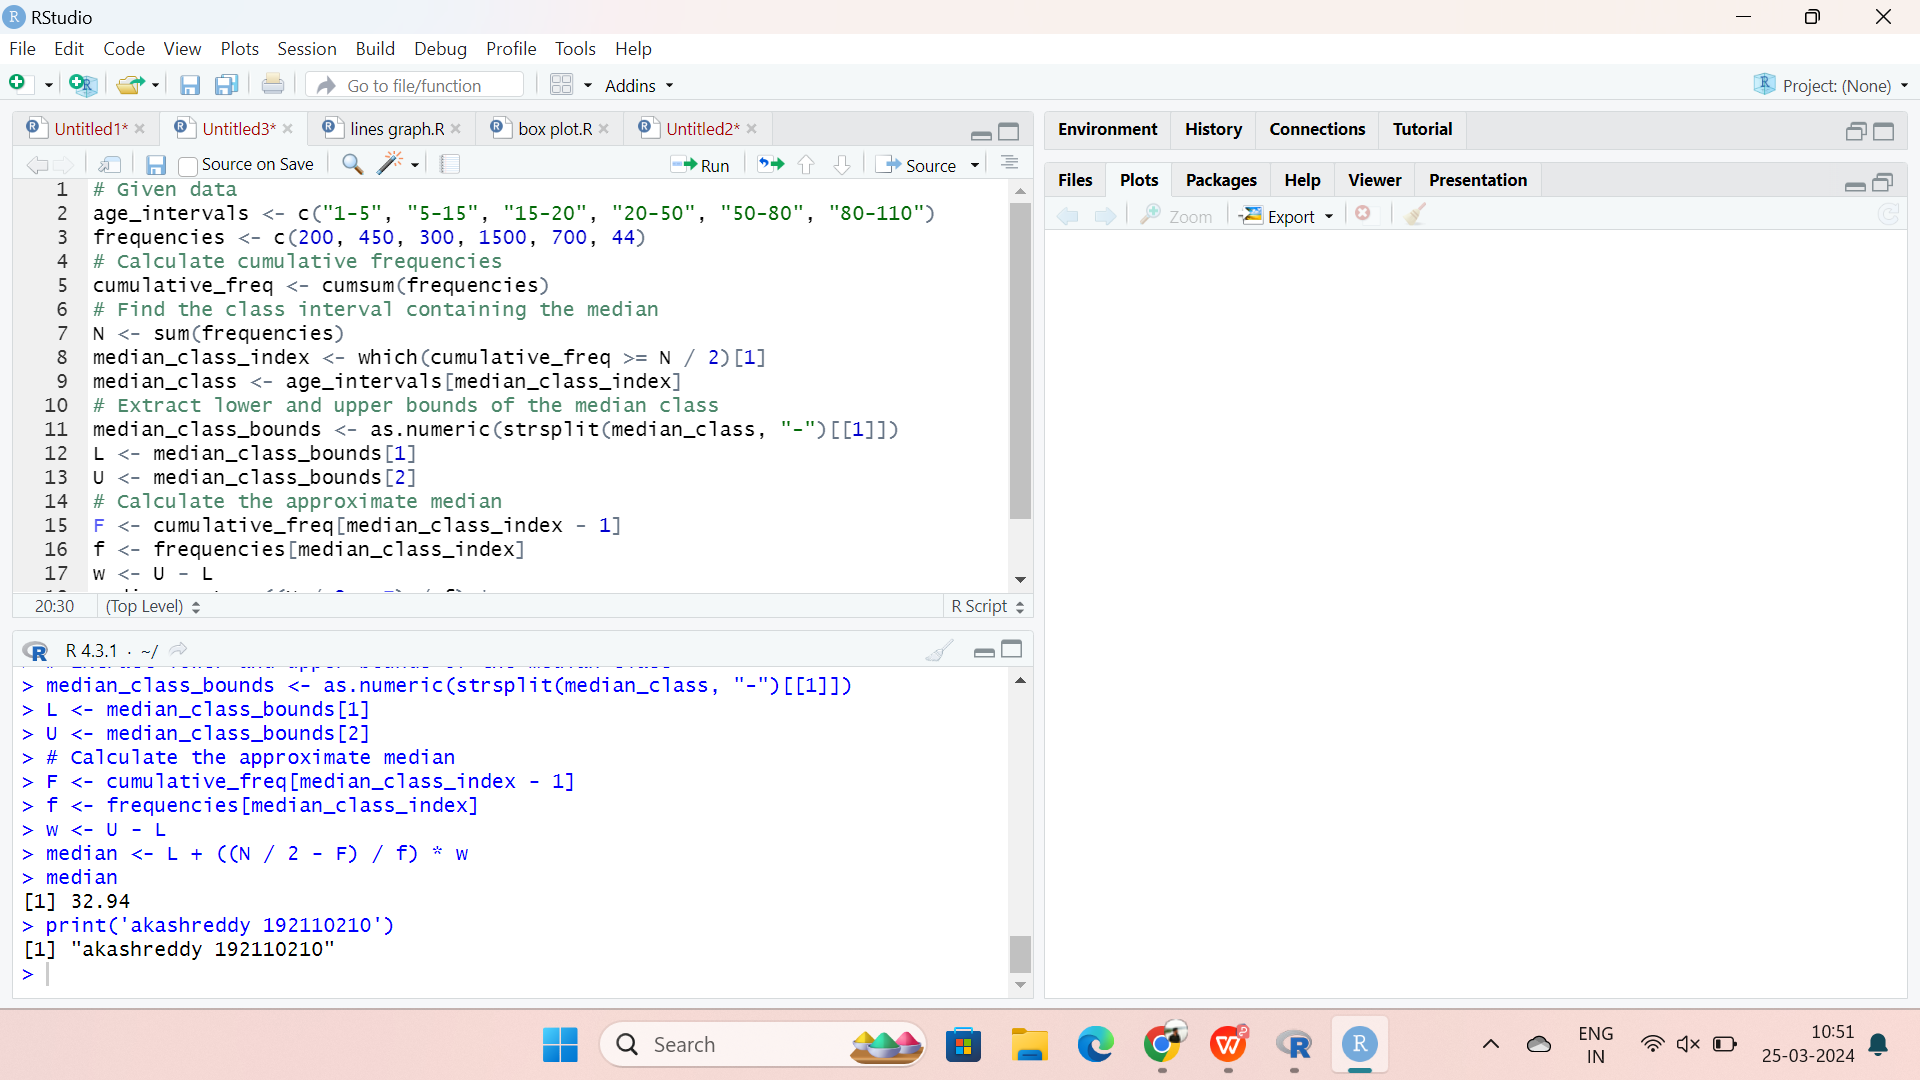 RStudio
File Edit Code View Plots Session Build Debug Profile Tools Help
Go to file/function Addins Project: (None)
Untitled1* Untitled3* lines graph.R box plot.R Untitled2*
Source on Save Run Source
1 # Given data
2 age_intervals <- c("1-5", "5-15", "15-20", "20-50", "50-80", "80-110")
3 frequencies <- c(200, 450, 300, 1500, 700, 44)
4 # Calculate cumulative frequencies
5 cumulative_freq <- cumsum(frequencies)
6 # Find the class interval containing the median
7 N <- sum(frequencies)
8 median_class_index <- which(cumulative_freq >= N / 2)[1]
9 median_class <- age_intervals[median_class_index]
10 # Extract lower and upper bounds of the median class
11 median_class_bounds <- as.numeric(strsplit(median_class, "-")[[1]])
12 L <- median_class_bounds[1]
13 U <- median_class_bounds[2]
14 # Calculate the approximate median
15 F <- cumulative_freq[median_class_index - 1]
16 f <- frequencies[median_class_index]
17 w <- U - L
20:30 (Top Level) R Script
R 4.3.1 · ~/
> median_class_bounds <- as.numeric(strsplit(median_class, "-")[[1]])
> L <- median_class_bounds[1]
> U <- median_class_bounds[2]
> # Calculate the approximate median
> F <- cumulative_freq[median_class_index - 1]
> f <- frequencies[median_class_index]
> w <- U - L
> median <- L + ((N / 2 - F) / f) * w
> median
[1] 32.94
> print('akashreddy 192110210')
[1] "akashreddy 192110210"
>
Environment History Connections Tutorial
Files Plots Packages Help Viewer Presentation
Zoom Export
Search
ENG
IN
10:51
25-03-2024